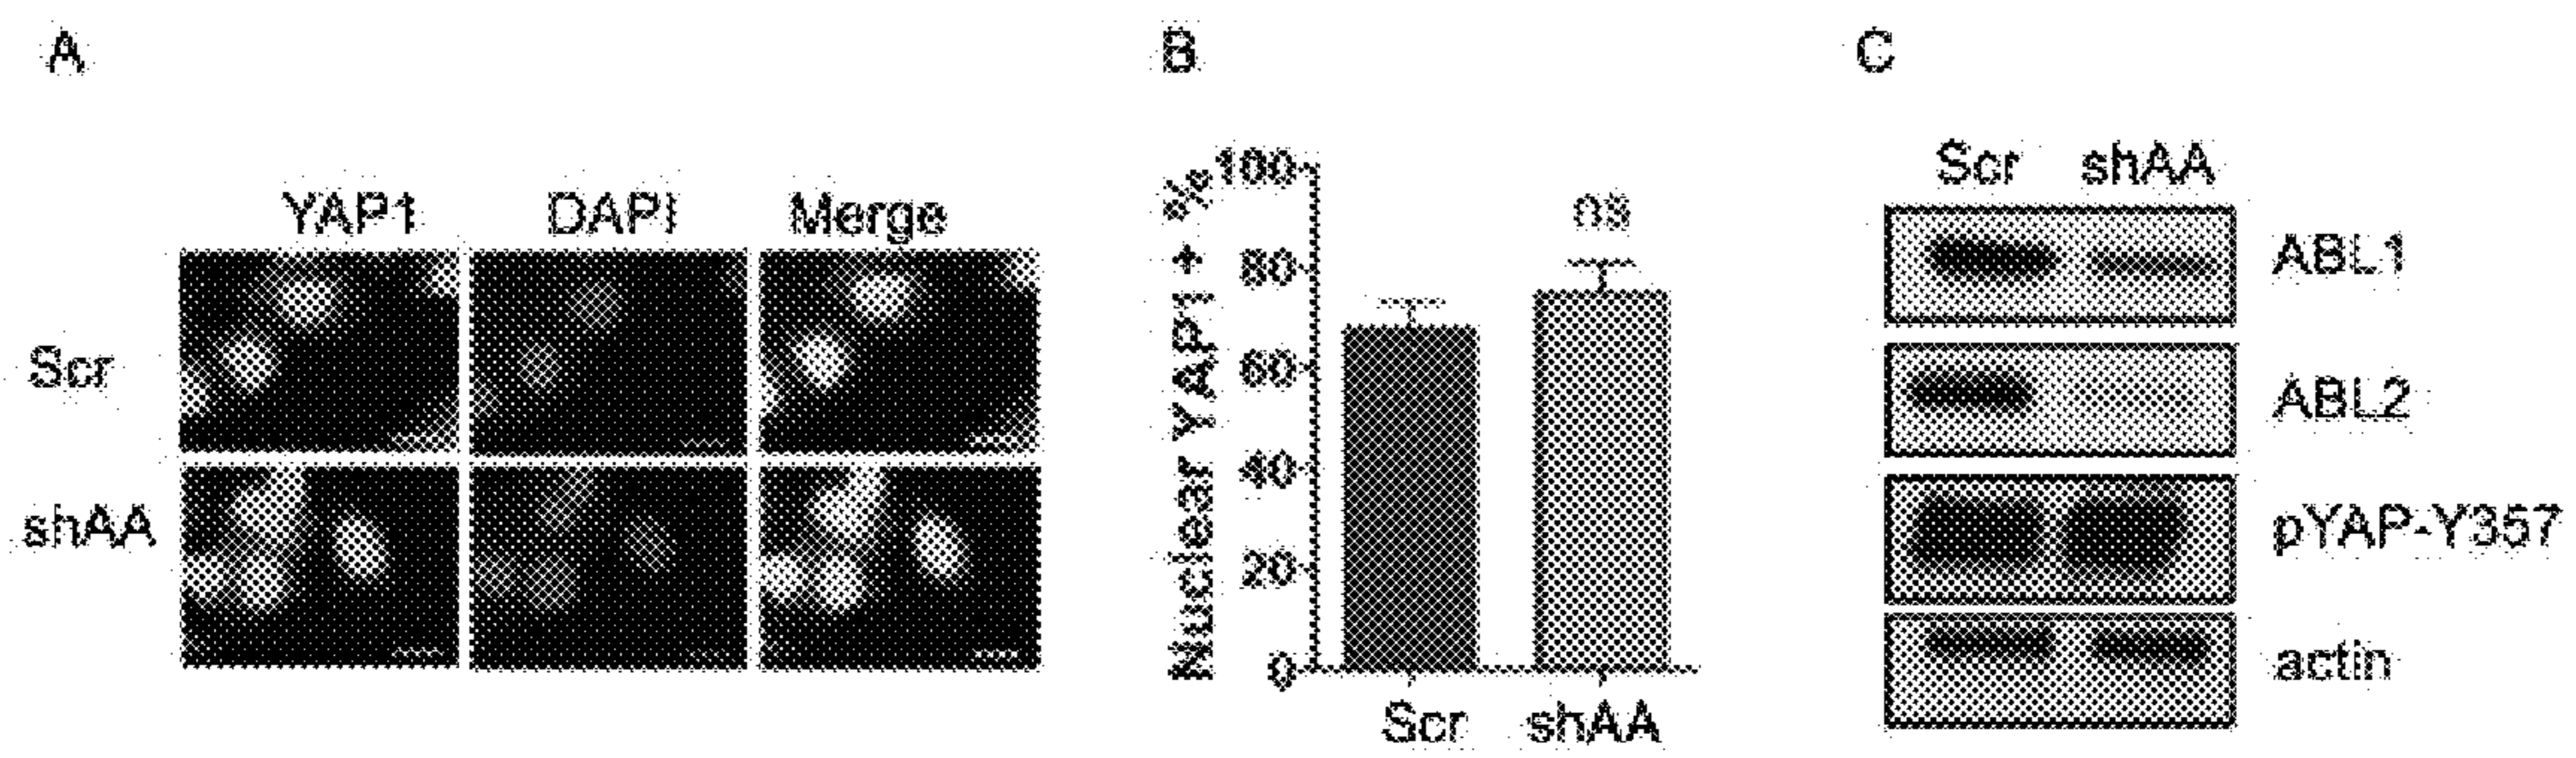 A
YAP1 DAPI Merge
Scr
shAA
B
Nuclear YAP1 + %
100
80
60
40
20
0
ns
Scr shAA
C
Scr shAA
ABL1
ABL2
pYAP-Y357
actin